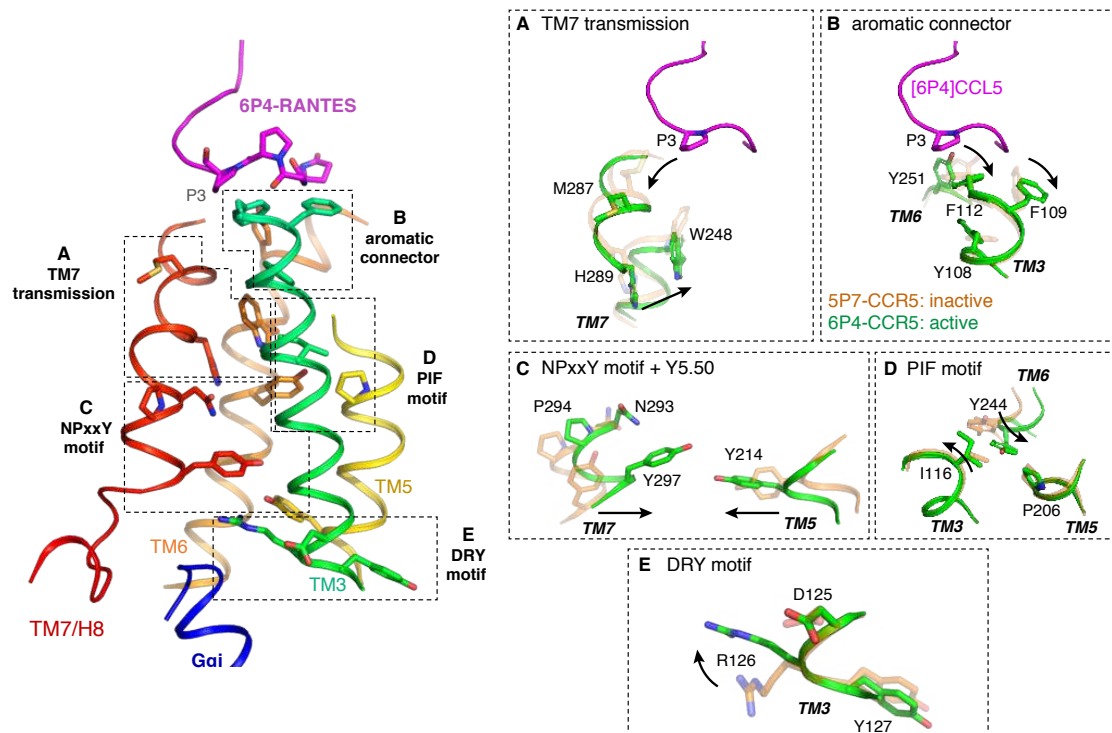 6P4-RANTES
P3
A
TM7
transmission
B
aromatic
connector
C
NPxxY
motif
D
PIF
motif
E
DRY
motif
TM5
TM6
TM3
TM7/H8
Gαi
A TM7 transmission
P3
M287
W248
H289
TM7
B aromatic connector
[6P4]CCL5
P3
Y251
TM6
F112
F109
Y108
TM3
5P7-CCR5: inactive
6P4-CCR5: active
C NPxxY motif + Y5.50
P294
N293
Y297
Y214
TM7
TM5
D PIF motif
TM6
Y244
I116
P206
TM3
TM5
E DRY motif
D125
R126
TM3
Y127